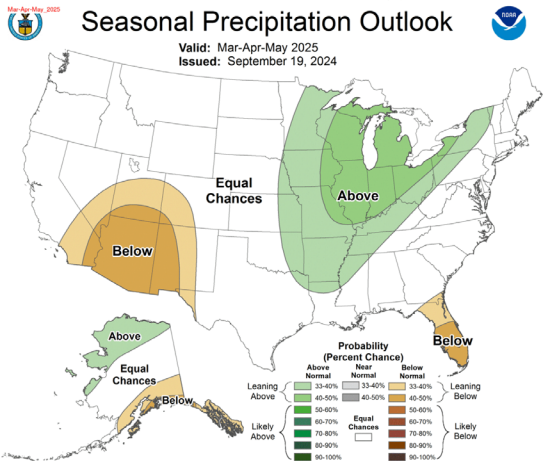 Mar-Apr-May_2025
Seasonal Precipitation Outlook
NOAA
Valid: Mar-Apr-May 2025
Issued: September 19, 2024
Equal
Chances
Above
Below
Below
Above
Equal
Chances
Below
Probability
(Percent Chance)
Above
Normal
Near
Normal
Below
Normal
Leaning
Above
33-40%
33-40%
33-40%
Leaning
Below
40-50%
40-50%
40-50%
Likely
Above
50-60%
Equal
Chances
50-60%
Likely
Below
60-70%
60-70%
70-80%
70-80%
80-90%
80-90%
90-100%
90-100%